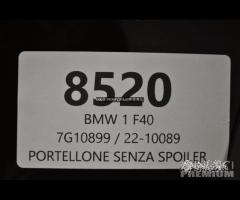 8520
BMW 1 F40
7G10899 / 22-10089
PORTELLONE SENZA SPOILER
PREMIUM